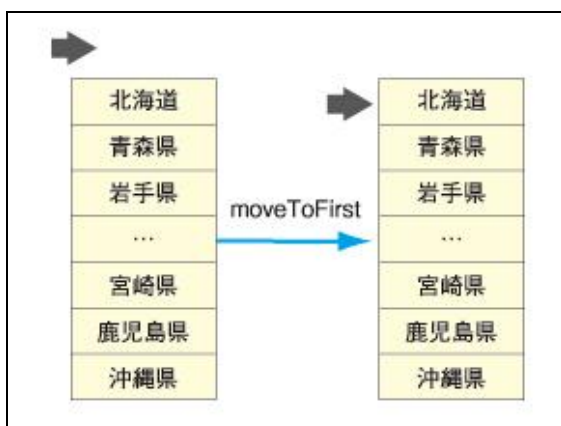 北海道
青森県
岩手県
…
宮崎県
鹿児島県
沖縄県
moveToFirst
北海道
青森県
岩手県
…
宮崎県
鹿児島県
沖縄県